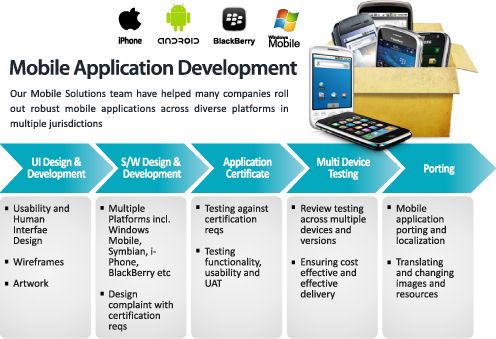 iPhone
ANDROID
BlackBerry
Windows
Mobile
Mobile Application Development
Our Mobile Solutions team have helped many companies roll
out robust mobile applications across diverse platforms in
multiple jurisdictions
UI Design &
Development
S/W Design &
Development
Application
Certificate
Multi Device
Testing
Porting
Usability and
Human
Interfae
Design
Wireframes
Artwork
Multiple
Platforms incl.
Windows
Mobile,
Symbian, i-
Phone,
BlackBerry etc
Design
complaint with
certification
reqs
Testing against
certification
reqs
Testing
functionality,
usability and
UAT
Review testing
across multiple
devices and
versions
Ensuring cost
effective and
effective
delivery
Mobile
application
porting and
localization
Translating
and changing
images and
resources